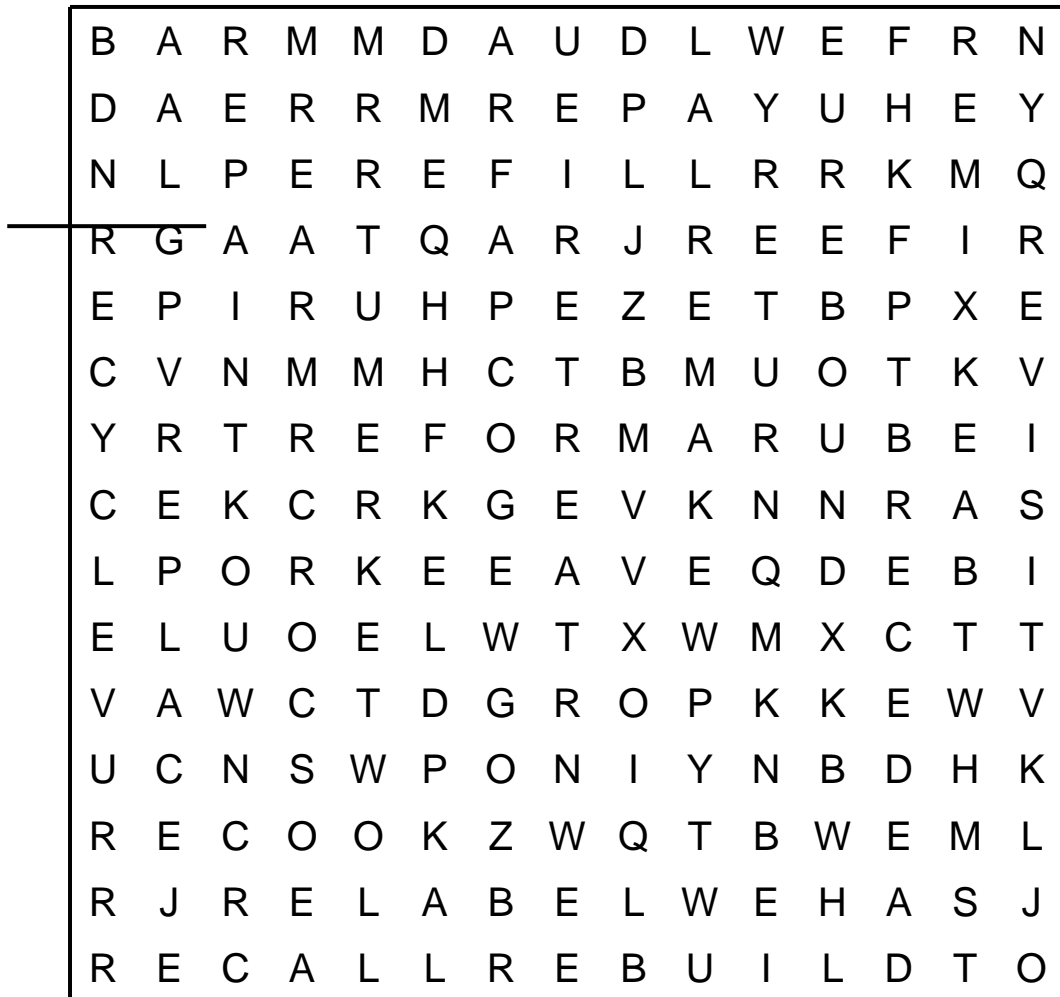 B A R M M D A U D L W E F R N
D A E R R M R E P A Y U H E Y
N L P E R E F I L L R R K M Q
R G A A T Q A R J R E E F I R
E P I R U H P E Z E T B P X E
C V N M M H C T B M U O T K V
Y R T R E F O R M A R U B E I
C E K C R K G E V K N N R A S
L P O R K E E A V E Q D E B I
E L U O E L W T X W M X C T T
V A W C T D G R O P K K E W V
U C N S W P O N I Y N B D H K
R E C O O K Z W Q T B W E M L
R J R E L A B E L W E H A S J
R E C A L L R E B U I L D T O